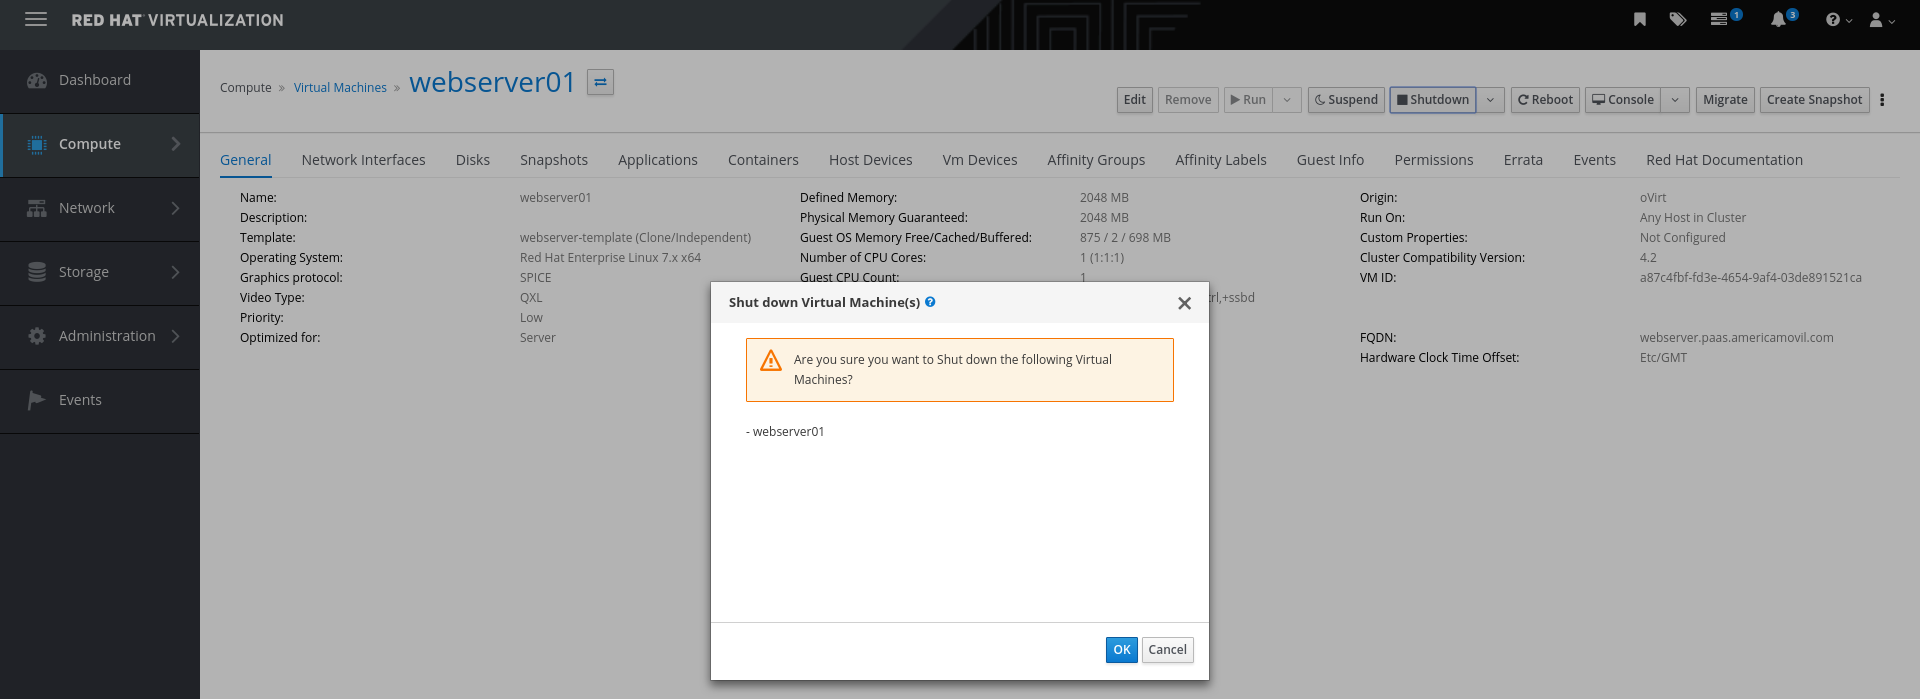 RED HAT VIRTUALIZATION
1
3
Dashboard
Compute
Network
Storage
Administration
Events
Compute » Virtual Machines » webserver01
Edit Remove Run Suspend Shutdown Reboot Console Migrate Create Snapshot
General Network Interfaces Disks Snapshots Applications Containers Host Devices Vm Devices Affinity Groups Affinity Labels Guest Info Permissions Errata Events Red Hat Documentation
Name: webserver01
Description:
Template: webserver-template (Clone/Independent)
Operating System: Red Hat Enterprise Linux 7.x x64
Graphics protocol: SPICE
Video Type: QXL
Priority: Low
Optimized for: Server
Defined Memory: 2048 MB
Physical Memory Guaranteed: 2048 MB
Guest OS Memory Free/Cached/Buffered: 875 / 2 / 698 MB
Number of CPU Cores: 1 (1:1:1)
Guest CPU Count: 1
rl,+ssbd
Origin: oVirt
Run On: Any Host in Cluster
Custom Properties: Not Configured
Cluster Compatibility Version: 4.2
VM ID: a87c4fbf-fd3e-4654-9af4-03de891521ca
FQDN: webserver.paas.americamovil.com
Hardware Clock Time Offset: Etc/GMT
Shut down Virtual Machine(s)
Are you sure you want to Shut down the following Virtual
Machines?
- webserver01
OK Cancel